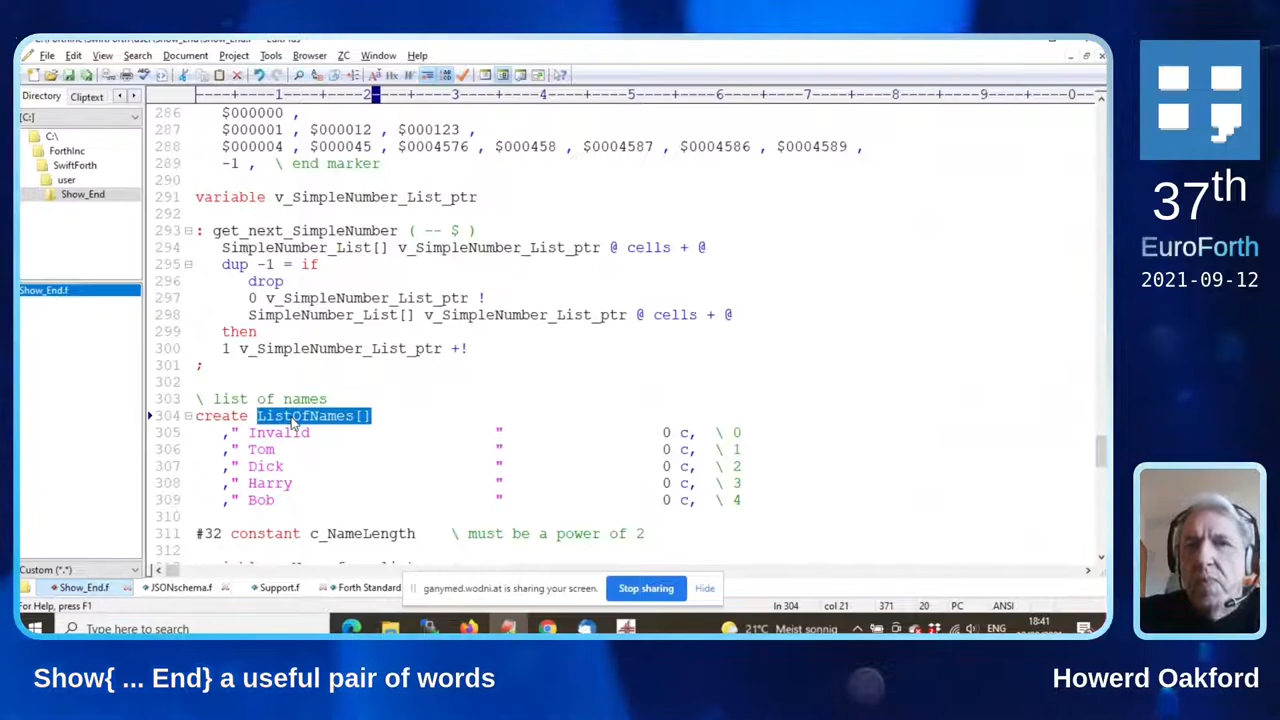 File Edit View Search Document Project Tools Browser ZC Window Help
Directory Cliptext
[C:]
C:\
ForthInc
SwiftForth
user
Show_End
Show_End.f
Custom (*.*)
286 $000000 ,
287 $000001 , $000012 , $000123 ,
288 $000004 , $000045 , $0004576 , $000458 , $0004587 , $0004586 , $0004589 ,
289 -1 , \ end marker
290
291 variable v_SimpleNumber_List_ptr
292
293 : get_next_SimpleNumber ( -- $ )
294 SimpleNumber_List[] v_SimpleNumber_List_ptr @ cells + @
295 dup -1 = if
296 drop
297 0 v_SimpleNumber_List_ptr !
298 SimpleNumber_List[] v_SimpleNumber_List_ptr @ cells + @
299 then
300 1 v_SimpleNumber_List_ptr +!
301 ;
302
303 \ list of names
304 create ListOfNames[]
305 ," Invalid " 0 c, \ 0
306 ," Tom " 0 c, \ 1
307 ," Dick " 0 c, \ 2
308 ," Harry " 0 c, \ 3
309 ," Bob " 0 c, \ 4
310
311 #32 constant c_NameLength \ must be a power of 2
312
Show_End.f JSONschema.f Support.f Forth Standard
ganymed.wodni.at is sharing your screen. Stop sharing Hide
For Help, press F1 ln 304 col 21 371 20 PC ANSI
Type here to search 21°C Meist sonnig ENG 18:41
37th
EuroForth
2021-09-12
Show{ ... End} a useful pair of words
Howerd Oakford